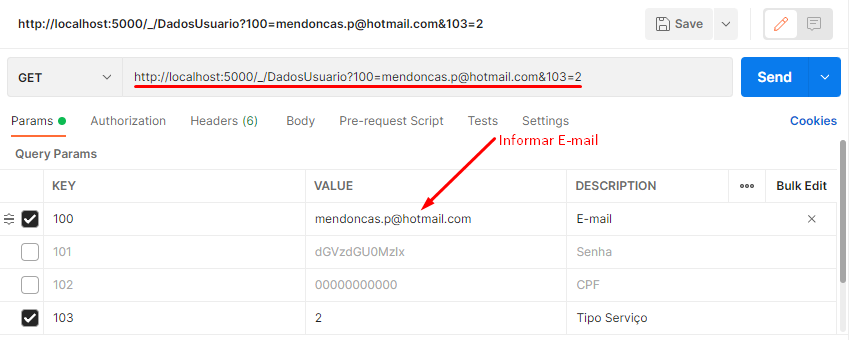 http://localhost:5000/_/DadosUsuario?100=mendoncas.p@hotmail.com&103=2 Save
GET http://localhost:5000/_/DadosUsuario?100=mendoncas.p@hotmail.com&103=2 Send
Params Authorization Headers (6) Body Pre-request Script Tests Settings Cookies
Informar E-mail
Query Params
KEY VALUE DESCRIPTION Bulk Edit
100 mendoncas.p@hotmail.com E-mail
101 dGVzdGU0MzIx Senha
102 00000000000 CPF
103 2 Tipo Serviço